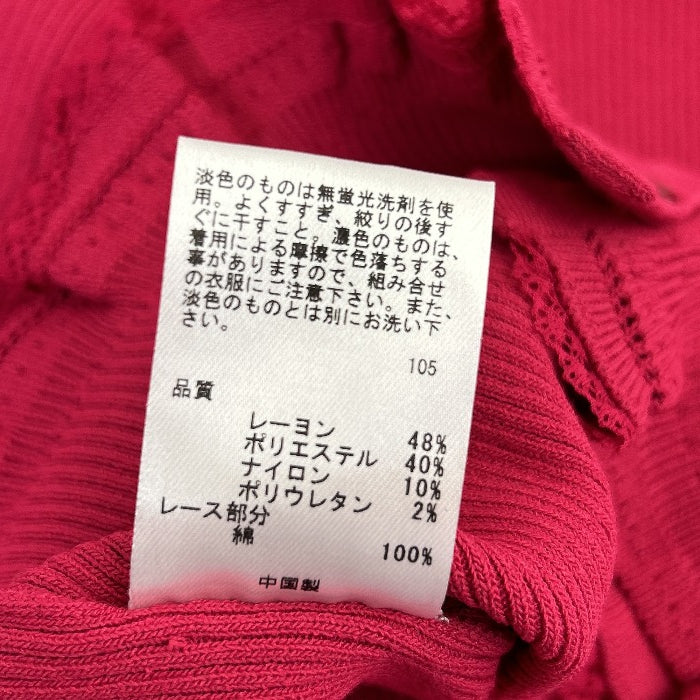 淡色のものは無蛍光洗剤を使
用。よくすすぎ、絞りの後す
ぐに干すこと。濃色のものは、
着用による摩擦で色落ちする
事がありますので、組み合せ
の衣服にご注意下さい。また、
淡色のものとは別にお洗い下
さい。
105
品質
レーヨン 48%
ポリエステル 40%
ナイロン 10%
ポリウレタン 2%
レース部分
綿 100%
中国製